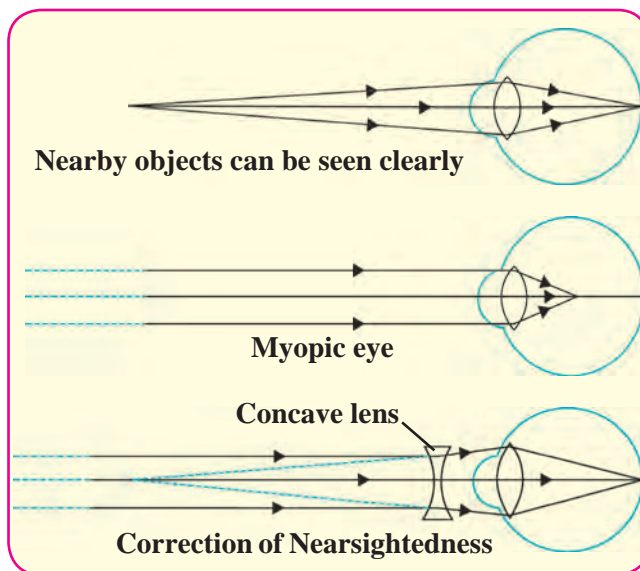 Nearby objects can be seen clearly
Myopic eye
Concave lens
Correction of Nearsightedness